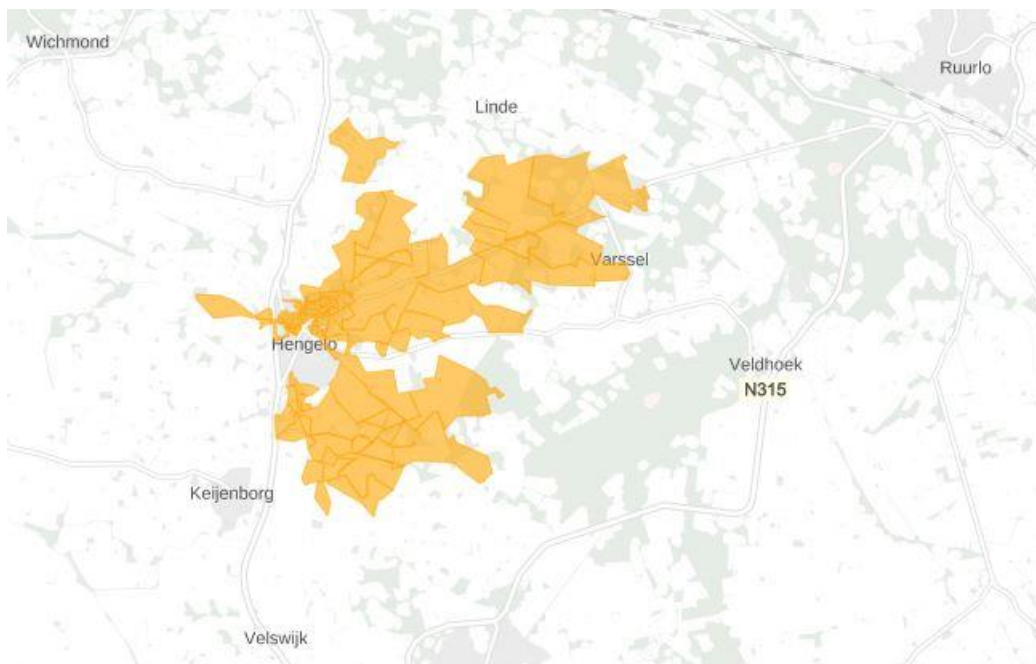 Wichmond
Ruurlo
Linde
Varssel
Hengelo
Veldhoek
N315
Keijenborg
Velswijk